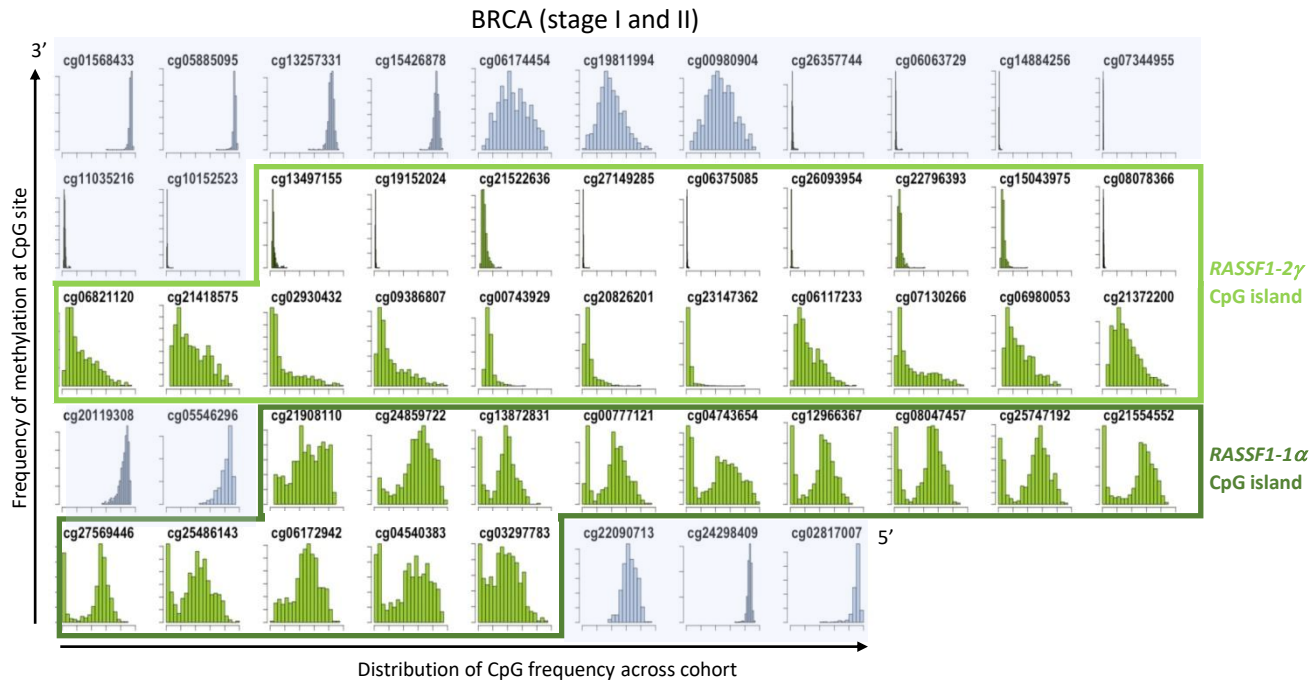 BRCA (stage I and II)
3’
cg01568433 cg05885095 cg13257331 cg15426878 cg06174454 cg19811994 cg00980904 cg26357744 cg06063729 cg14884256 cg07344955
cg11035216 cg10152523 cg13497155 cg19152024 cg21522636 cg27149285 cg06375085 cg26093954 cg22796393 cg15043975 cg08078366
RASSF1-2γ
CpG island
cg06821120 cg21418575 cg02930432 cg09386807 cg00743929 cg20826201 cg23147362 cg06117233 cg07130266 cg06980053 cg21372200
cg20119308 cg05546296 cg21908110 cg24859722 cg13872831 cg00777121 cg04743654 cg12966367 cg08047457 cg25747192 cg21554552
RASSF1-1α
CpG island
cg27569446 cg25486143 cg06172942 cg04540383 cg03297783 cg22090713 cg24298409 cg02817007 5’
Frequency of methylation at CpG site
Distribution of CpG frequency across cohort